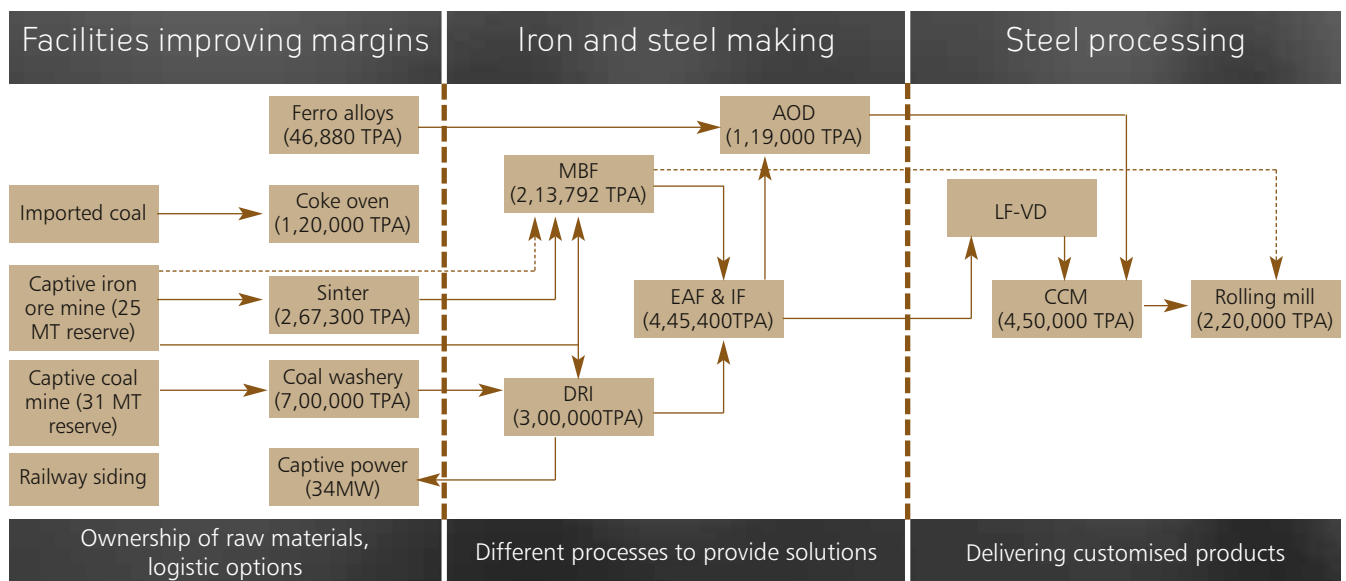 Facilities improving margins
Iron and steel making
Steel processing
Ferro alloys
(46,880 TPA)
AOD
(1,19,000 TPA)
MBF
(2,13,792 TPA)
Imported coal
Coke oven
(1,20,000 TPA)
LF-VD
Captive iron
ore mine (25
MT reserve)
Sinter
(2,67,300 TPA)
EAF & IF
(4,45,400TPA)
CCM
(4,50,000 TPA)
Rolling mill
(2,20,000 TPA)
Captive coal
mine (31 MT
reserve)
Coal washery
(7,00,000 TPA)
DRI
(3,00,000TPA)
Railway siding
Captive power
(34MW)
Ownership of raw materials,
logistic options
Different processes to provide solutions
Delivering customised products